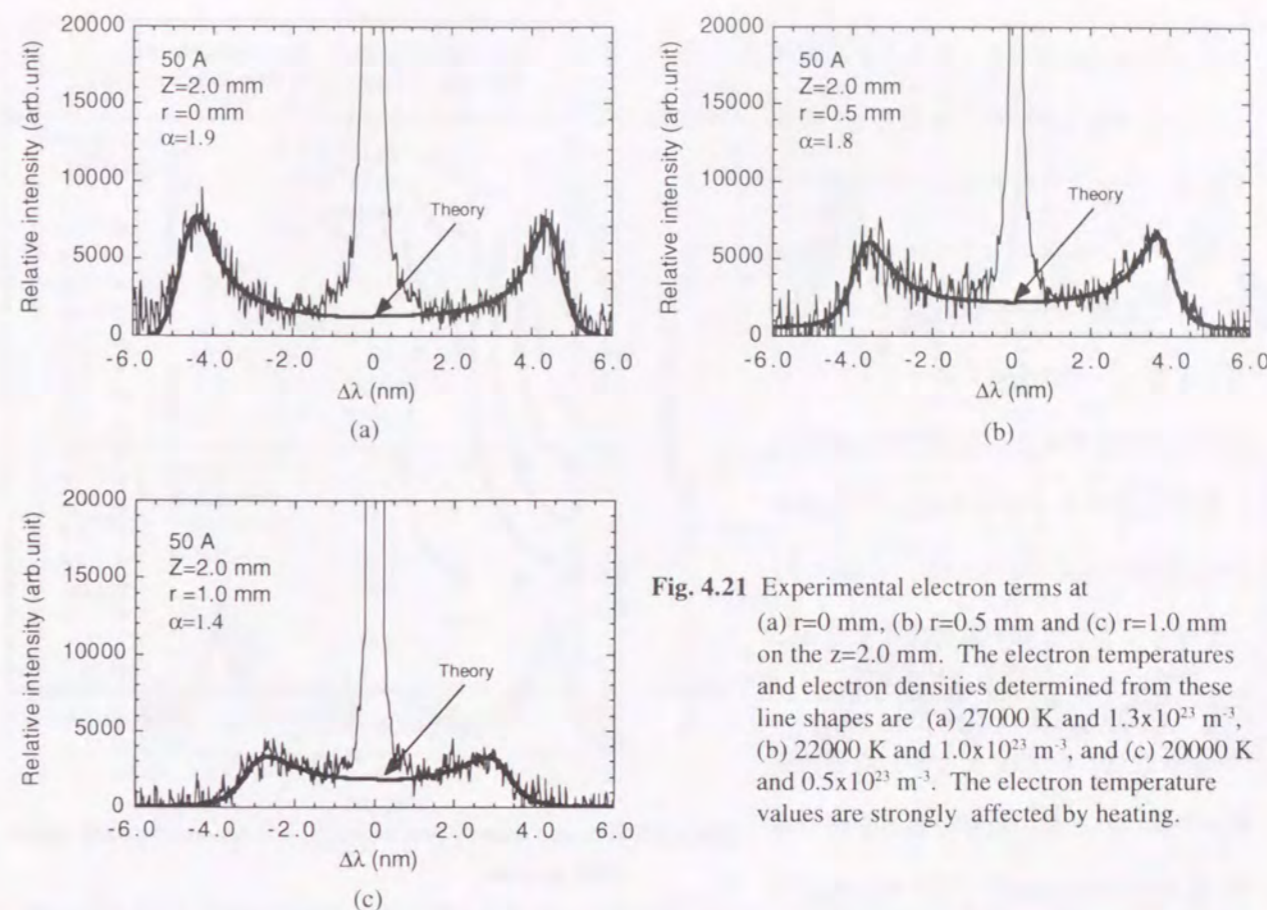 20000
15000
10000
5000
0
Relative intensity (arb.unit)
50 A
Z=2.0 mm
r =0 mm
α=1.9
Theory
-6.0 -4.0 -2.0 0.0 2.0 4.0 6.0
Δλ (nm)
(a)
20000
15000
10000
5000
0
Relative intensity (arb.unit)
50 A
Z=2.0 mm
r =0.5 mm
α=1.8
Theory
-6.0 -4.0 -2.0 0.0 2.0 4.0 6.0
Δλ (nm)
(b)
20000
15000
10000
5000
0
Relative intensity (arb.unit)
50 A
Z=2.0 mm
r =1.0 mm
α=1.4
Theory
-6.0 -4.0 -2.0 0.0 2.0 4.0 6.0
Δλ (nm)
(c)
Fig. 4.21 Experimental electron terms at
(a) r=0 mm, (b) r=0.5 mm and (c) r=1.0 mm
on the z=2.0 mm. The electron temperatures
and electron densities determined from these
line shapes are (a) 27000 K and 1.3x10²³ m⁻³,
(b) 22000 K and 1.0x10²³ m⁻³, and (c) 20000 K
and 0.5x10²³ m⁻³. The electron temperature
values are strongly affected by heating.